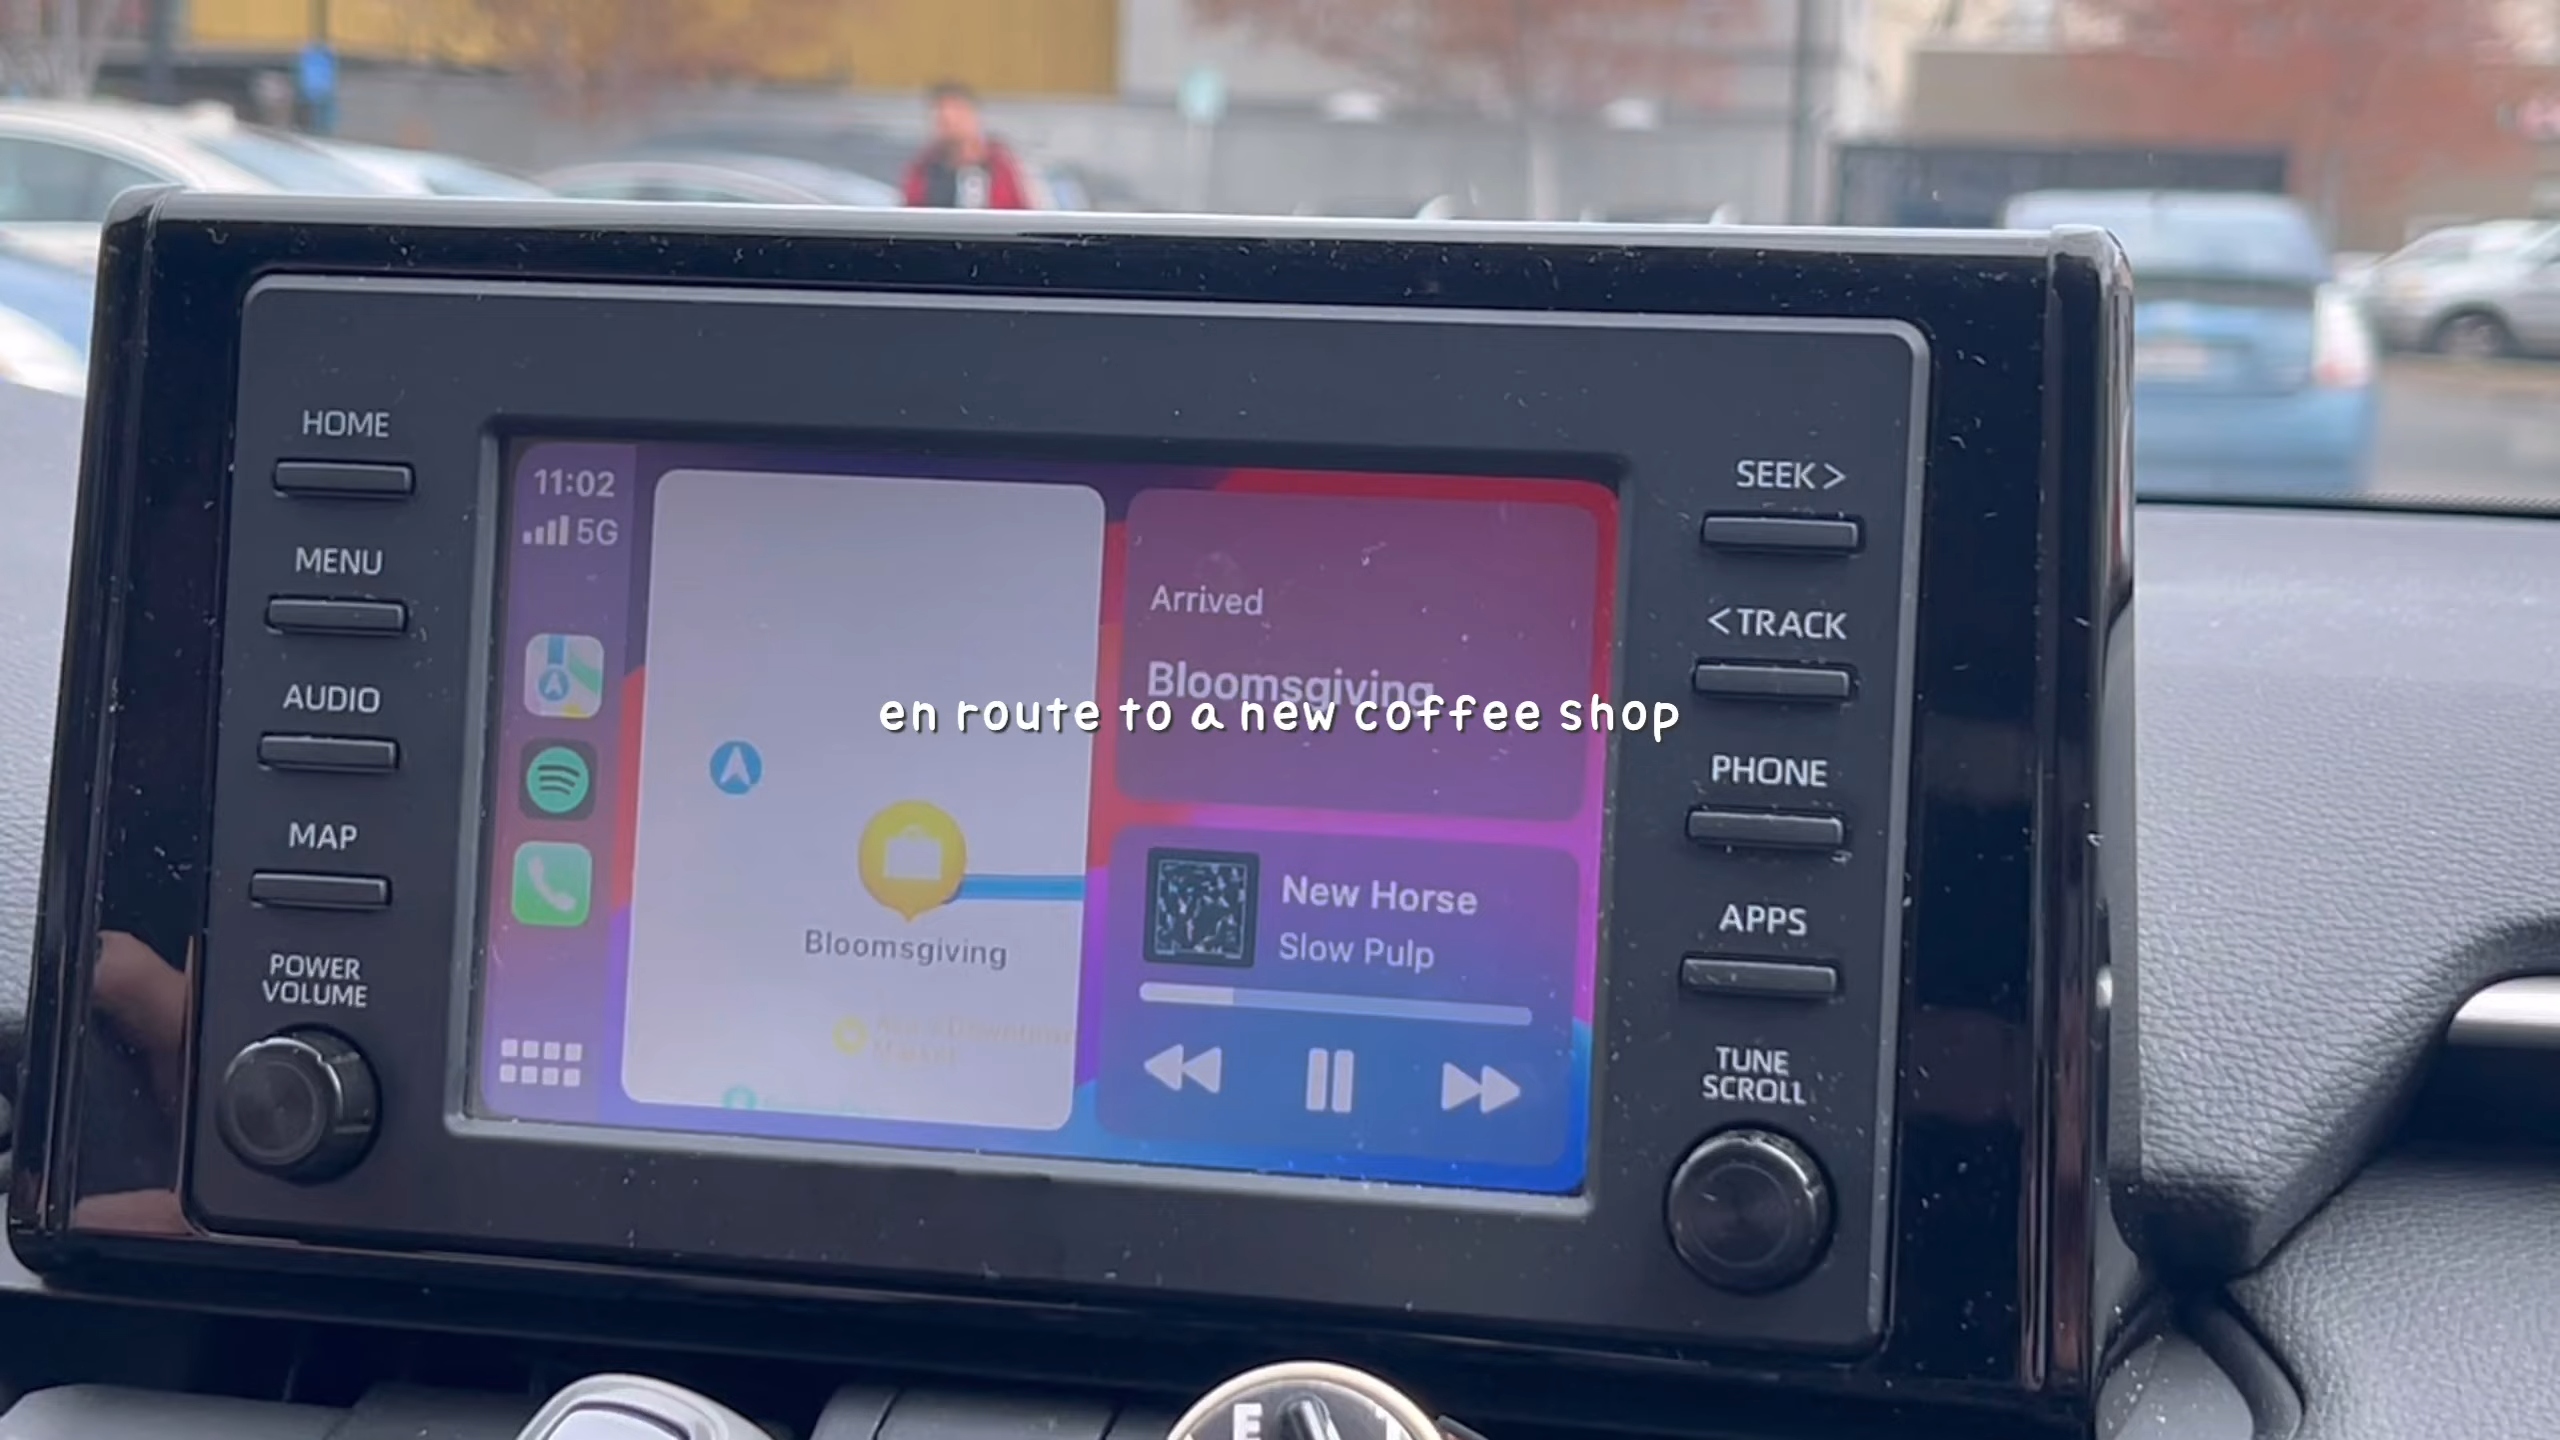 HOME
MENU
AUDIO
MAP
POWER
VOLUME
11:02
5G
Bloomsgiving
Arrived
Bloomsgiving
en route to a new coffee shop
New Horse
Slow Pulp
SEEK >
< TRACK
PHONE
APPS
TUNE
SCROLL
E